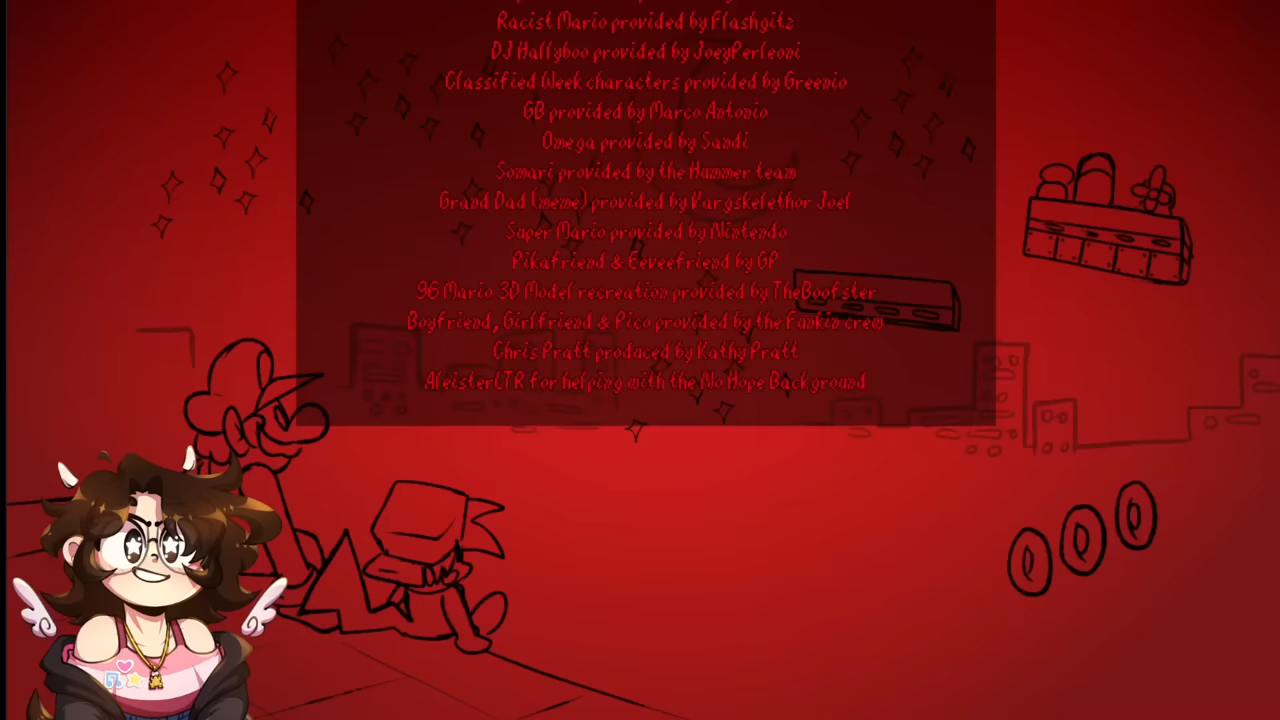 Racist Mario provided by Flashgitz
DJ Hallyboo provided by JoeyPerleoni
Classified Week characters provided by Greenio
GB provided by Marco Antonio
Omega provided by Sandi
Somari provided by the Hummer team
Grand Dad (meme) provided by Vargskelethor Joel
Super Mario provided by Nintendo
Pikafriend & Eeveefriend by GP
96 Mario 3D Model recreation provided by TheBoofster
Boyfriend, Girlfriend & Pico provided by the Funkin crew
Chris Pratt produced by Kathy Pratt
AleisterLTR for helping with the No Hope Background